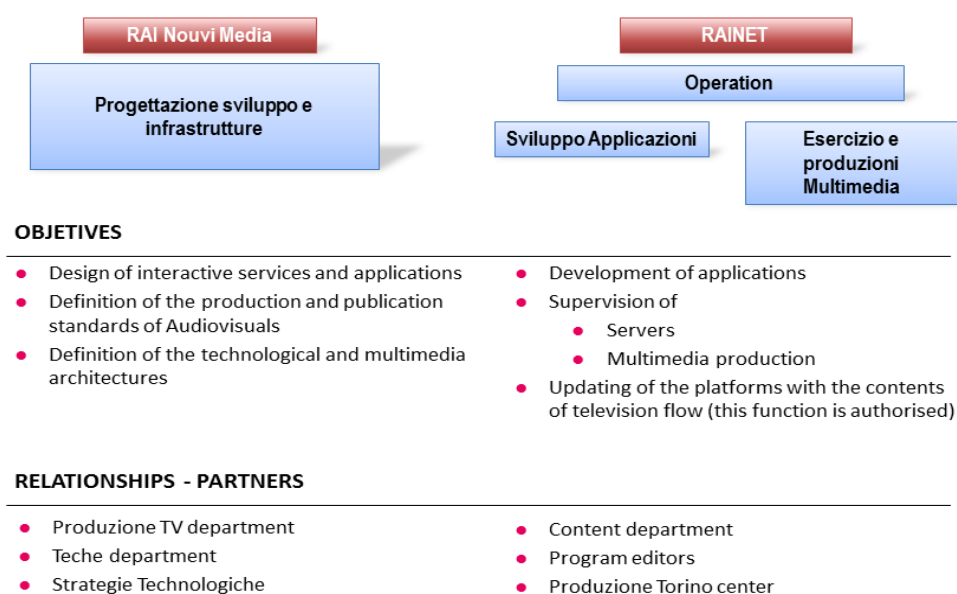 RAI Nouvi Media
Progettazione sviluppo e
infrastrutture
RAINET
Operation
Sviluppo Applicazioni
Esercizio e
produzioni
Multimedia
OBJETIVES
Design of interactive services and applications
Definition of the production and publication
standards of Audiovisuals
Definition of the technological and multimedia
architectures
Development of applications
Supervision of
Servers
Multimedia production
Updating of the platforms with the contents
of television flow (this function is authorised)
RELATIONSHIPS - PARTNERS
Produzione TV department
Teche department
Strategie Technologiche
Content department
Program editors
Produzione Torino center